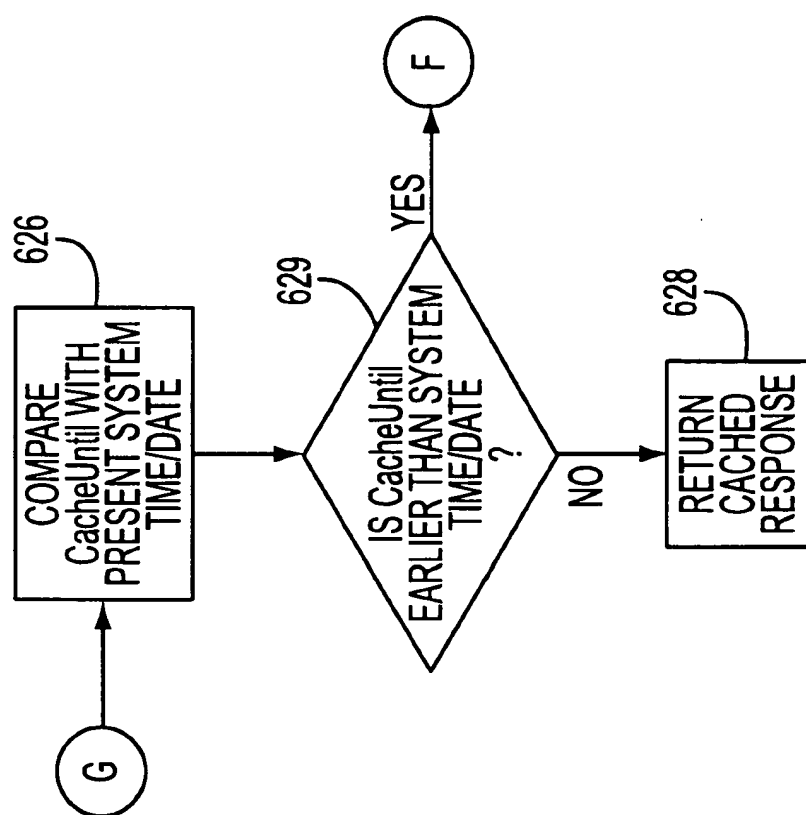 G
626
COMPARE
CacheUntil WITH
PRESENT SYSTEM
TIME/DATE
629
IS CacheUntil
EARLIER THAN SYSTEM
TIME/DATE
?
YES
F
NO
628
RETURN
CACHED
RESPONSE